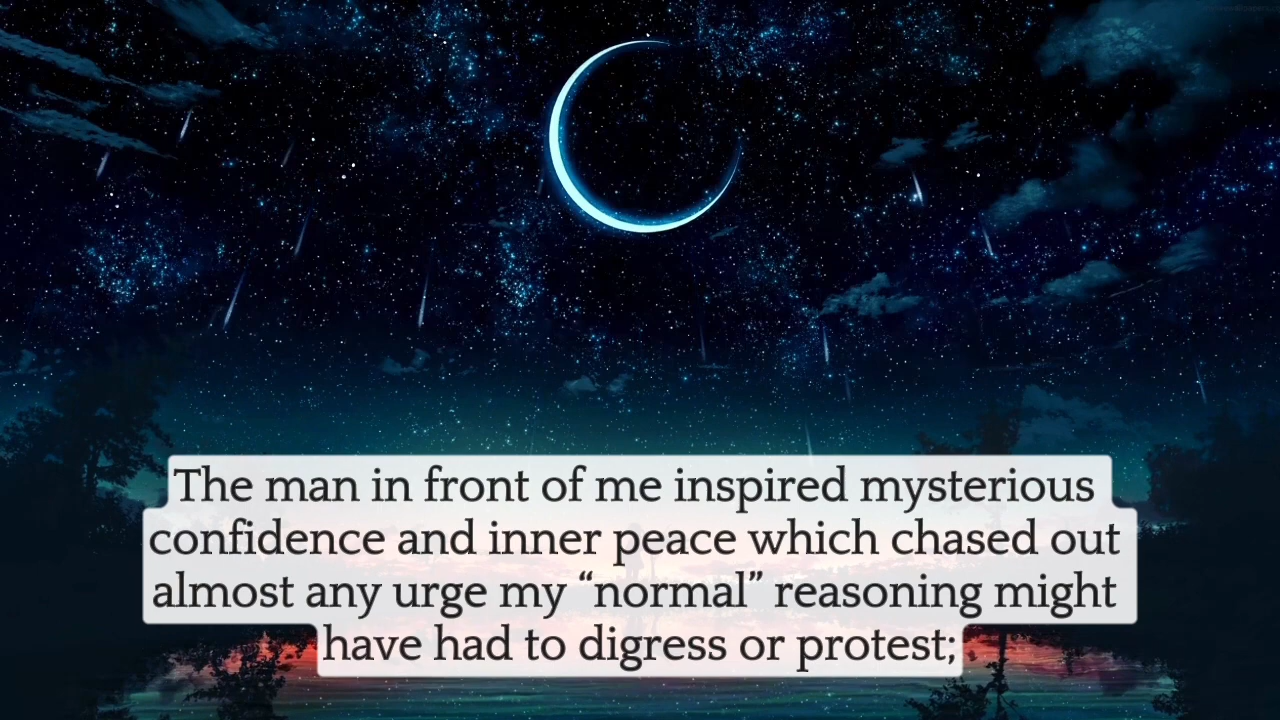 The man in front of me inspired mysterious
confidence and inner peace which chased out
almost any urge my “normal” reasoning might
have had to digress or protest;